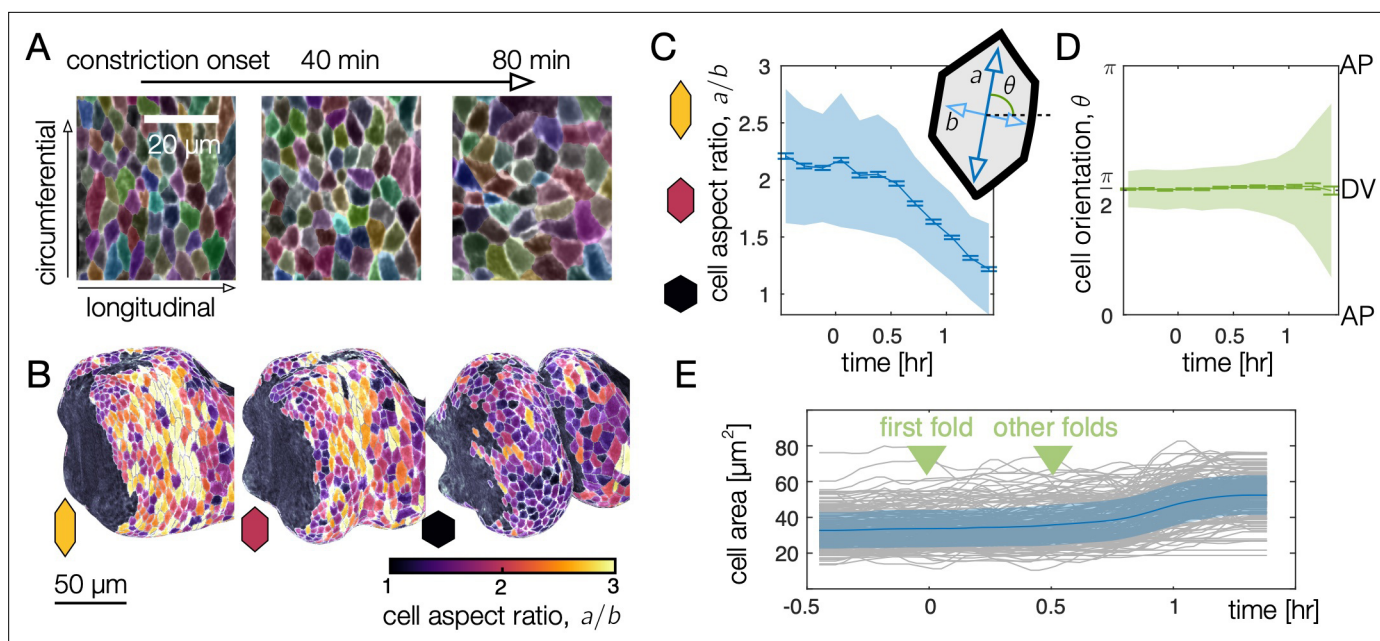 A
constriction onset 40 min 80 min
20 µm
circumferential
longitudinal
B
50 µm
1 2 3
cell aspect ratio, a/b
C
cell aspect ratio, a/b
3
2.5
2
1.5
1
0 0.5 1
time [hr]
a
θ
b
D
cell orientation, θ
π
π
2
0
AP
DV
AP
0 0.5 1
time [hr]
E
cell area [µm²]
80
60
40
20
first fold other folds
-0.5 0 0.5 1 time [hr]